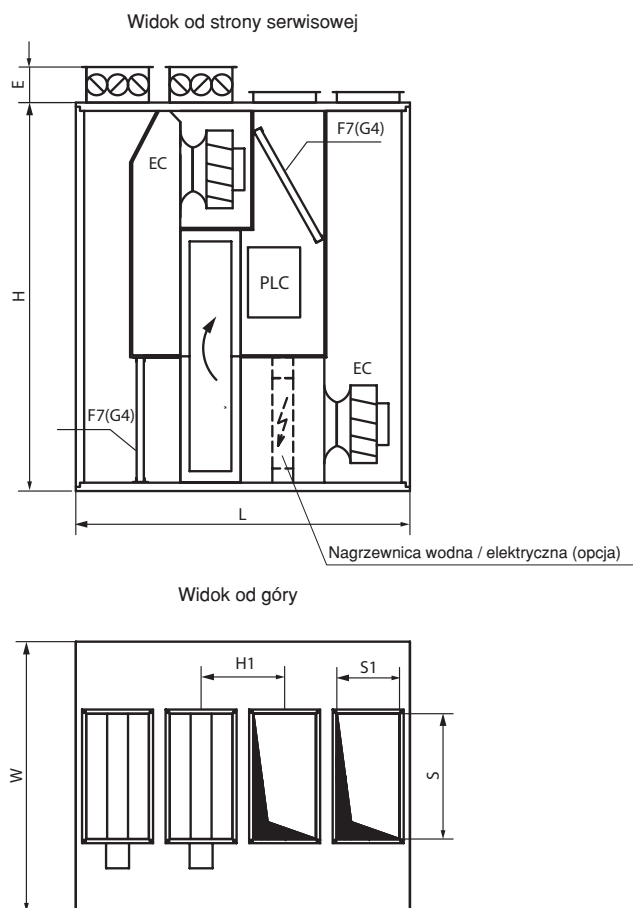 Widok od strony serwisowej
E
F7(G4)
EC
H
PLC
EC
F7(G4)
L
Nagrzewnica wodna / elektryczna (opcja)
Widok od góry
H1
S1
W
S